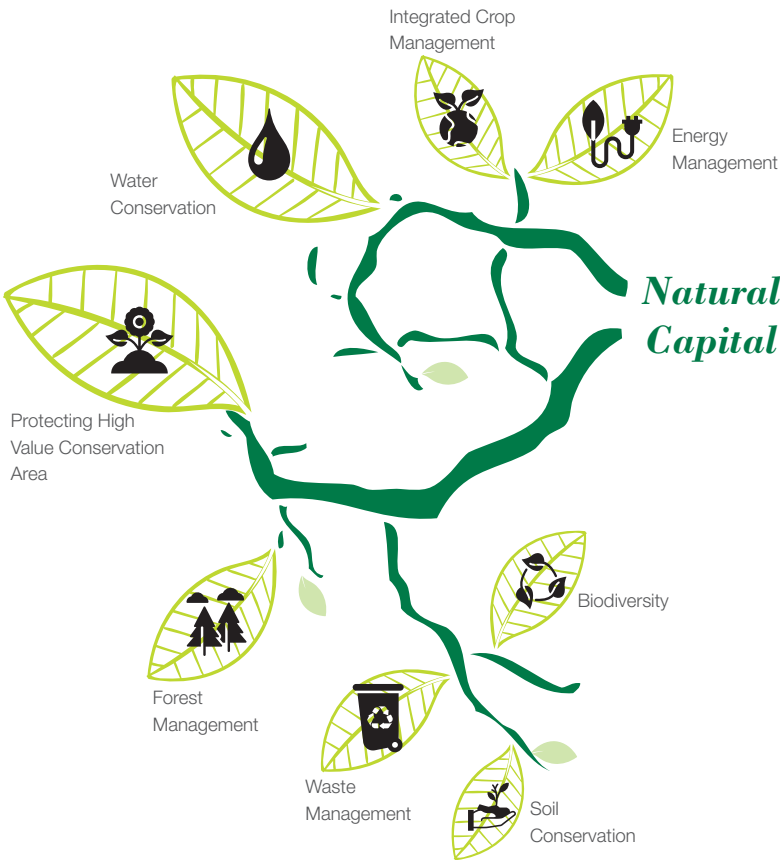 Integrated Crop
Management
Energy
Management
Water
Conservation
Natural
Capital
Protecting High
Value Conservation
Area
Biodiversity
Forest
Management
Waste
Management
Soil
Conservation